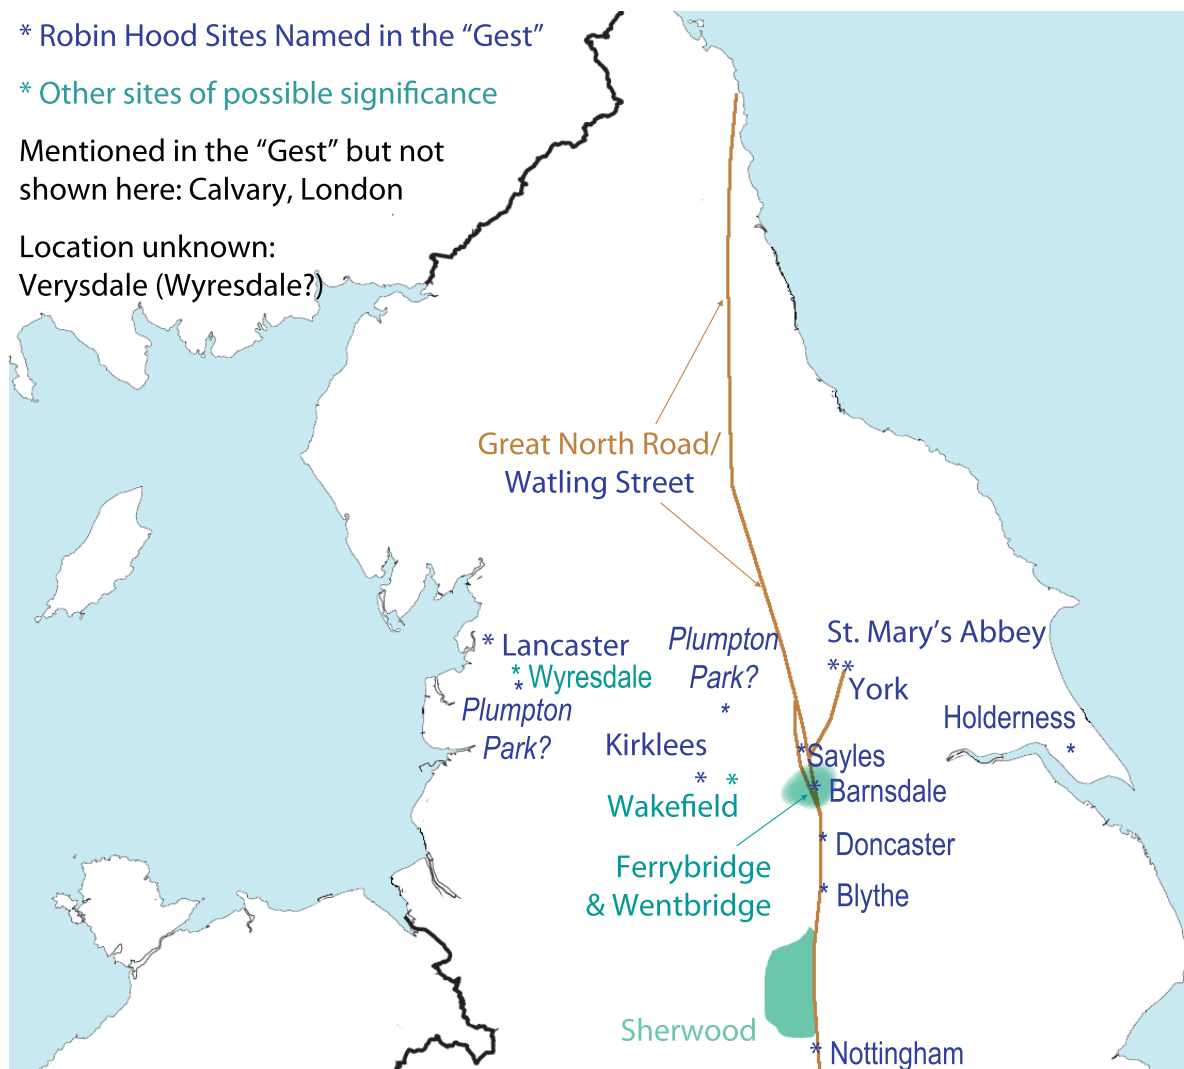 * Robin Hood Sites Named in the “Gest”
* Other sites of possible significance
Mentioned in the “Gest” but not
shown here: Calvary, London
Location unknown:
Verysdale (Wyresdale?)
Great North Road/
Watling Street
St. Mary’s Abbey
* Lancaster
Plumpton
Park?
**
York
* Wyresdale
*
Plumpton
Park?
*
Holderness
*
Kirklees
*
*Sayles
*
Wakefield
* Barnsdale
* Doncaster
Ferrybridge
& Wentbridge
* Blythe
Sherwood
* Nottingham